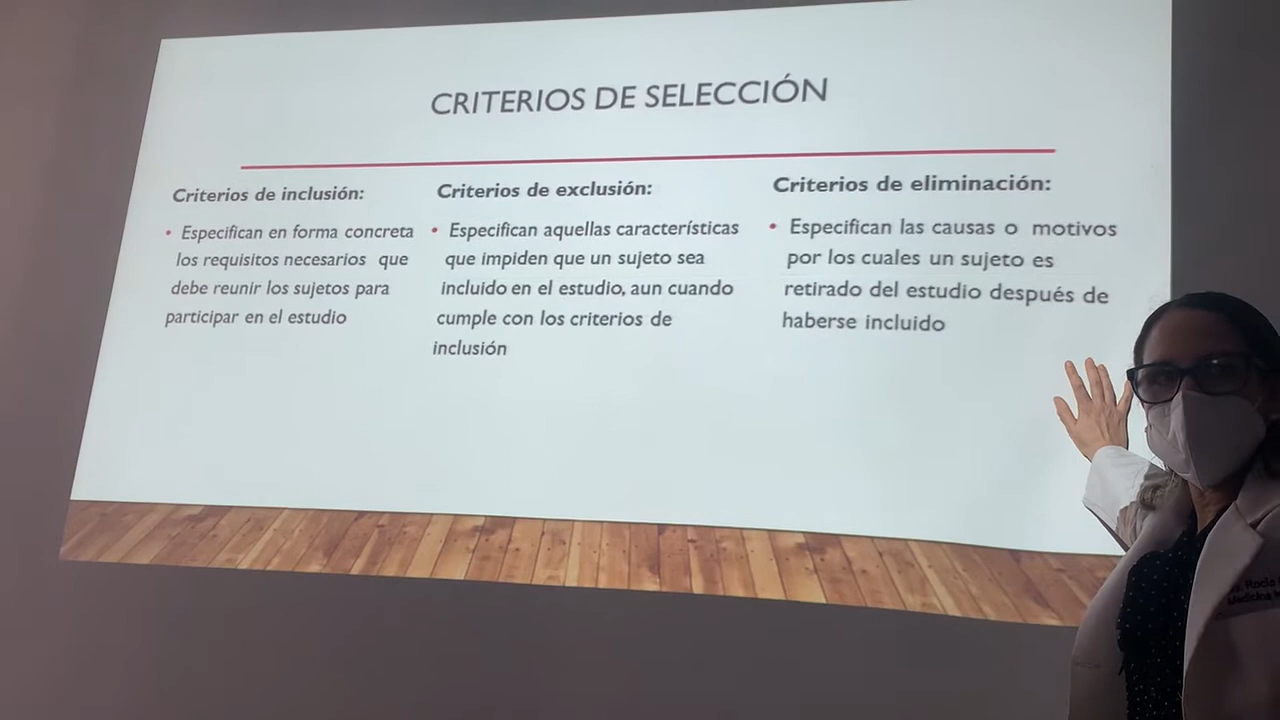 CRITERIOS DE SELECCIÓN
Criterios de inclusión:
• Especifican en forma concreta
los requisitos necesarios que
debe reunir los sujetos para
participar en el estudio
Criterios de exclusión:
• Especifican aquellas características
que impiden que un sujeto sea
incluido en el estudio, aun cuando
cumple con los criterios de
inclusión
Criterios de eliminación:
• Especifican las causas o motivos
por los cuales un sujeto es
retirado del estudio después de
haberse incluido
Rocío
Medicina